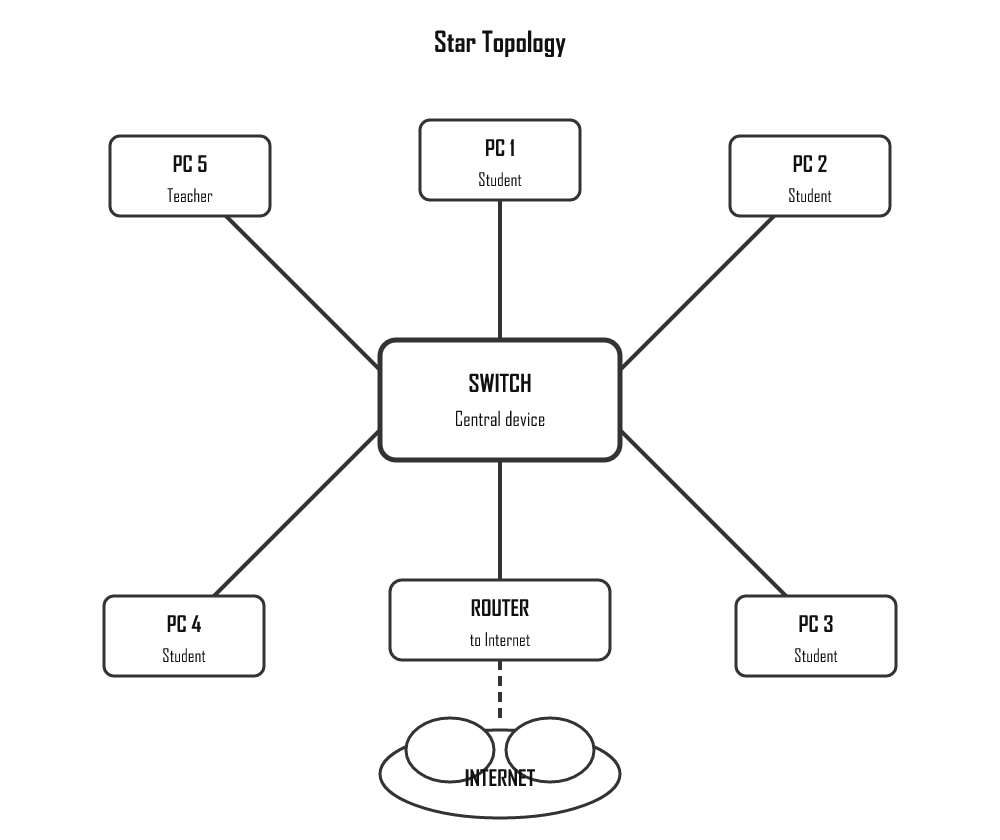 Star Topology
PC 5
Teacher
PC 1
Student
PC 2
Student
SWITCH
Central device
PC 4
Student
ROUTER
to Internet
PC 3
Student
INTERNET